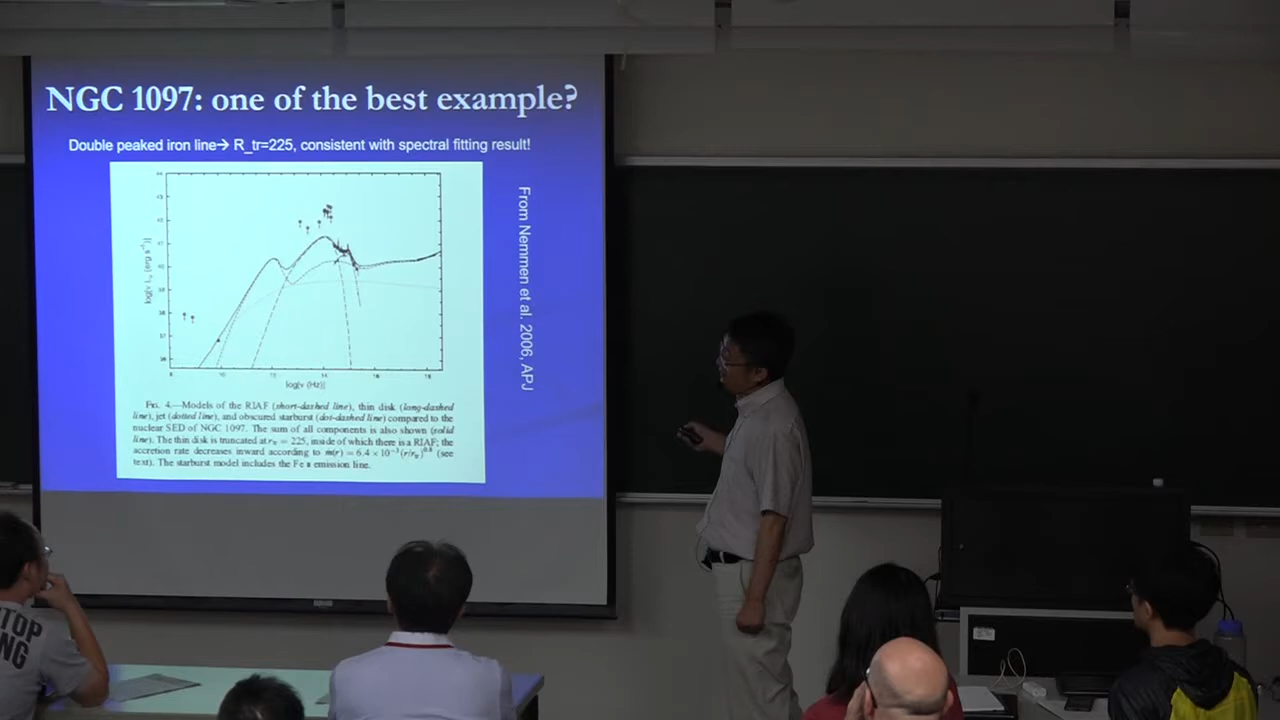 NGC 1097: one of the best example?
Double peaked iron line→ R_tr=225, consistent with spectral fitting result!
From Nemmen et al. 2006, APJ
log[ν (Hz)]
FIG. 4.—Models of the RIAF (short-dashed line), thin disk (long-dashed
line), jet (dotted line), and obscured starburst (dot-dashed line) compared to the
nuclear SED of NGC 1097. The sum of all components is also shown (solid
line). The thin disk is truncated at r_tr = 225, inside of which there is a RIAF; the
accretion rate decreases inward according to ṁ(r) = 6.4 × 10⁻³(r/r_tr)⁰·⁸ (see
text). The starburst model includes the Fe II emission line.
TOP
NG